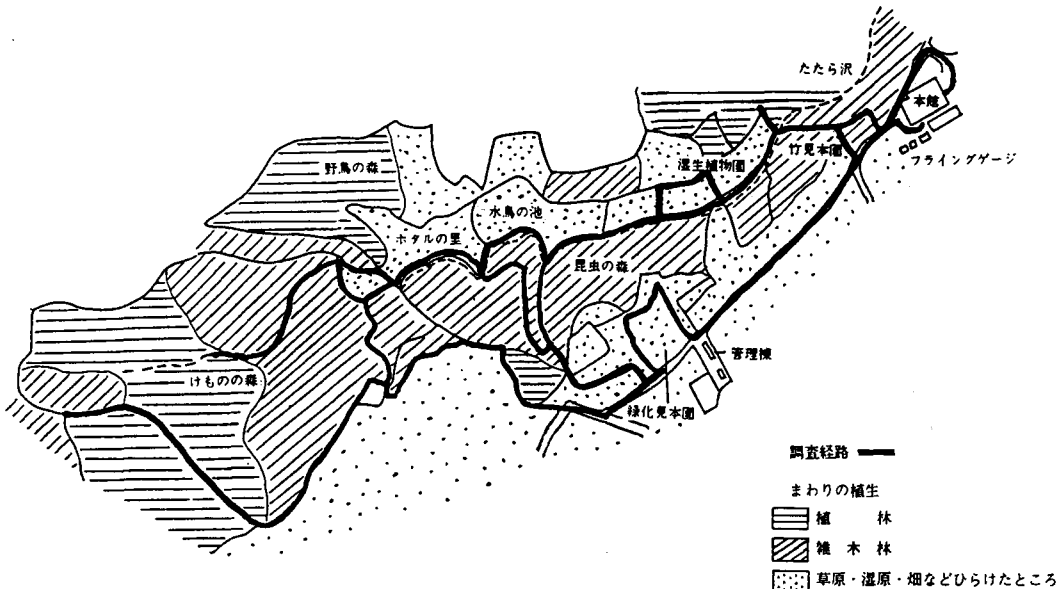 たたら沢
本館
竹見本園
フライングゲージ
湿生植物園
野鳥の森
水鳥の池
ホタルの里
昆虫の森
管理棟
けものの森
緑化見本園
調査経路
まわりの植生
植 林
雑木林
草原・湿原・畑などひらけたところ